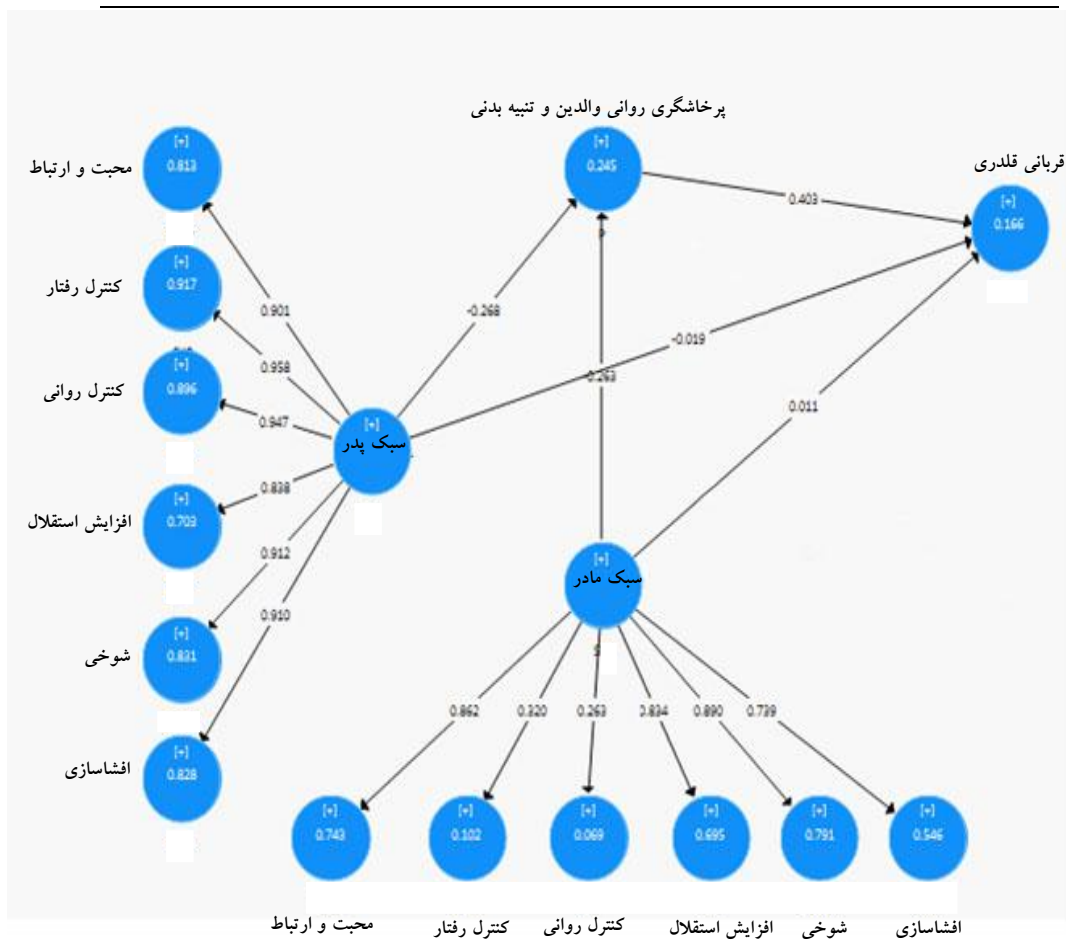 پرخاشگری روانی والدین و تنبیه بدنی
[+]
0.245
قربانی قلدری
[+]
0.166
محبت و ارتباط
[+]
0.813
کنترل رفتار
[+]
0.917
کنترل روانی
[+]
0.896
افزایش استقلال
[+]
0.703
شوخی
[+]
0.831
افشاسازی
[+]
0.828
0.901
0.958
0.947
0.838
0.912
0.910
[+]
سبک پدر
-0.268
0.403
-0.019
0.011
[+]
سبک مادر
0.862
0.320
0.263
0.834
0.890
0.739
[+]
0.743
[+]
0.102
[+]
0.069
[+]
0.695
[+]
0.791
[+]
0.546
محبت و ارتباط
کنترل رفتار
کنترل روانی
افزایش استقلال
شوخی
افشاسازی